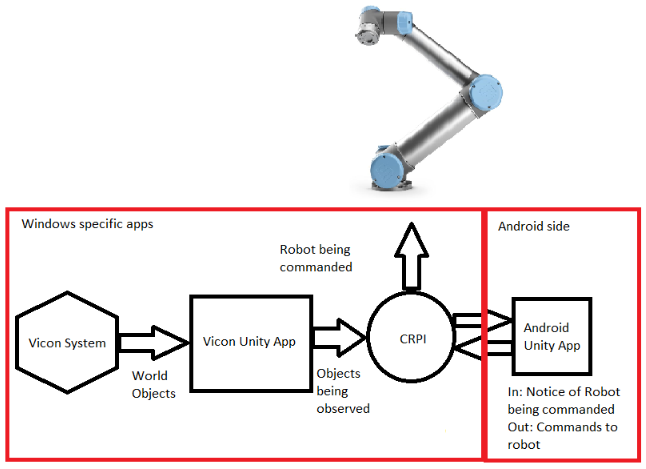 Windows specific apps
Android side
Robot being
commanded
Vicon System
Vicon Unity App
CRPI
Android
Unity App
World
Objects
Objects
being
observed
In: Notice of Robot
being commanded
Out: Commands to
robot